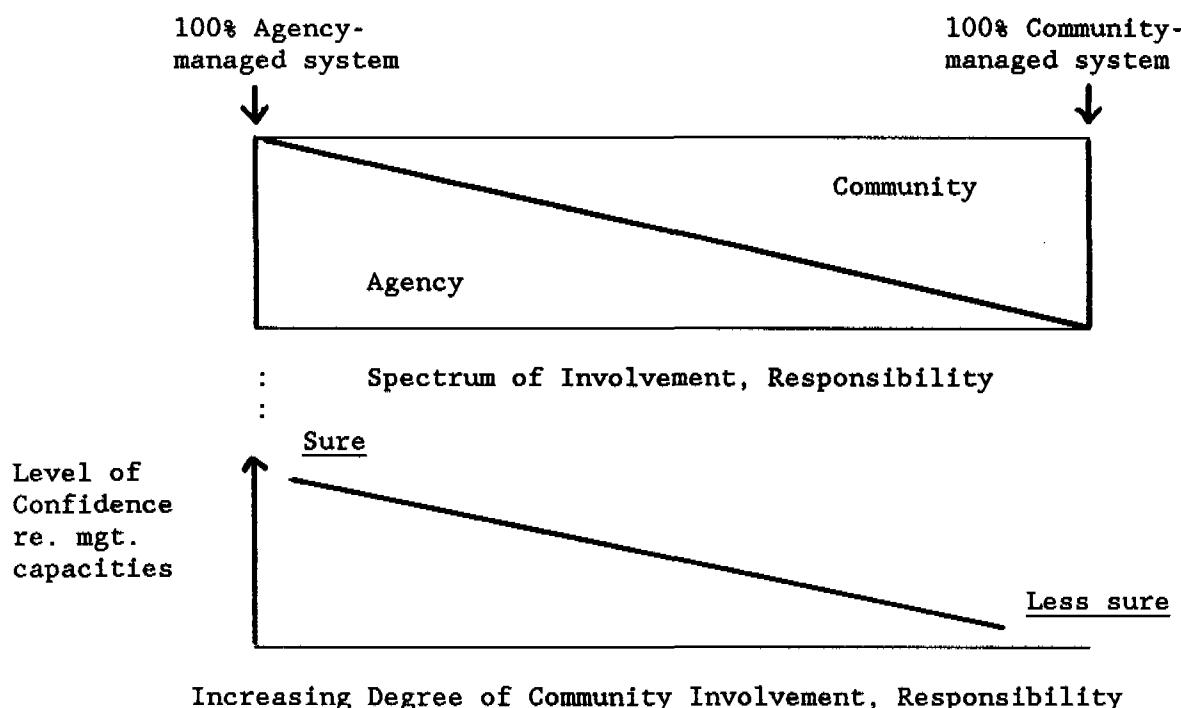 100% Agency-
managed system
100% Community-
managed system
Community
Agency
: Spectrum of Involvement, Responsibility
:
Sure
Level of
Confidence
re. mgt.
capacities
Less sure
Increasing Degree of Community Involvement, Responsibility